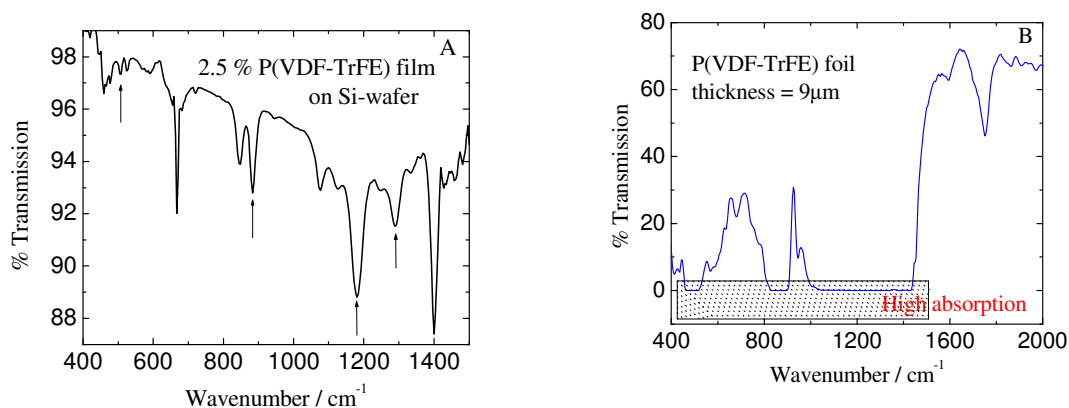 A
2.5 % P(VDF-TrFE) film
on Si-wafer
% Transmission
98
96
94
92
90
88
400 600 800 1000 1200 1400
Wavenumber / cm⁻¹
B
P(VDF-TrFE) foil
thickness = 9μm
% Transmission
80
60
40
20
0
High absorption
400 800 1200 1600 2000
Wavenumber / cm⁻¹